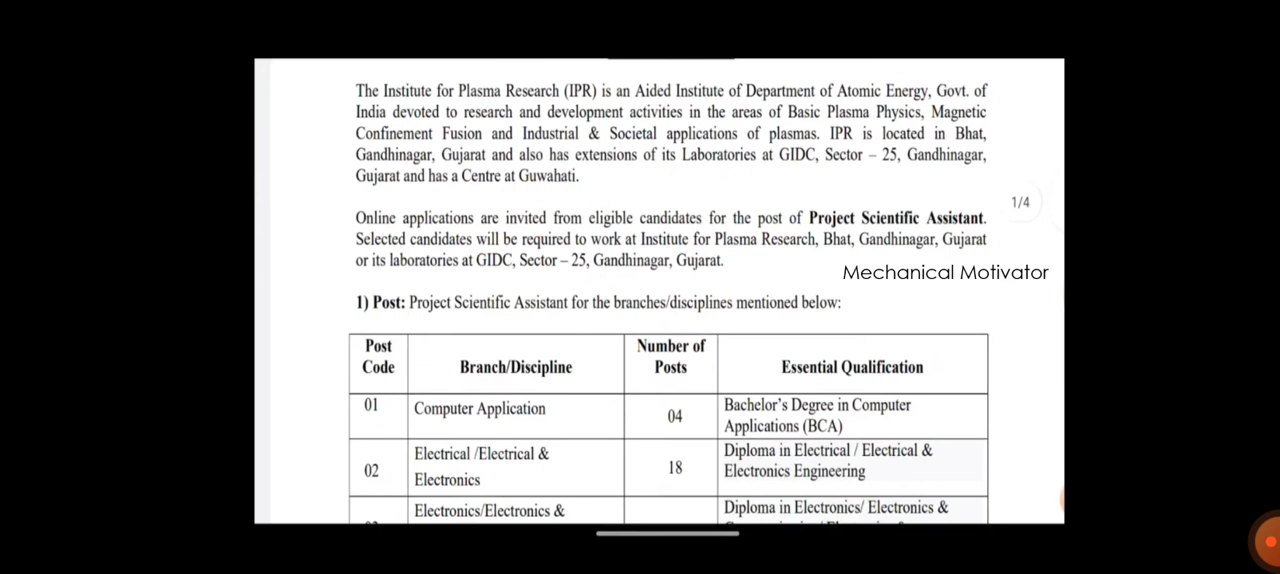 The Institute for Plasma Research (IPR) is an Aided Institute of Department of Atomic Energy, Govt. of
India devoted to research and development activities in the areas of Basic Plasma Physics, Magnetic
Confinement Fusion and Industrial & Societal applications of plasmas. IPR is located in Bhat,
Gandhinagar, Gujarat and also has extensions of its Laboratories at GIDC, Sector – 25, Gandhinagar,
Gujarat and has a Centre at Guwahati.
1/4
Online applications are invited from eligible candidates for the post of Project Scientific Assistant.
Selected candidates will be required to work at Institute for Plasma Research, Bhat, Gandhinagar, Gujarat
or its laboratories at GIDC, Sector – 25, Gandhinagar, Gujarat.
Mechanical Motivator
1) Post: Project Scientific Assistant for the branches/disciplines mentioned below:
Post Code
Branch/Discipline
Number of Posts
Essential Qualification
01
Computer Application
04
Bachelor's Degree in Computer
Applications (BCA)
02
Electrical /Electrical &
Electronics
18
Diploma in Electrical / Electrical &
Electronics Engineering
Electronics/Electronics &
Diploma in Electronics/ Electronics &